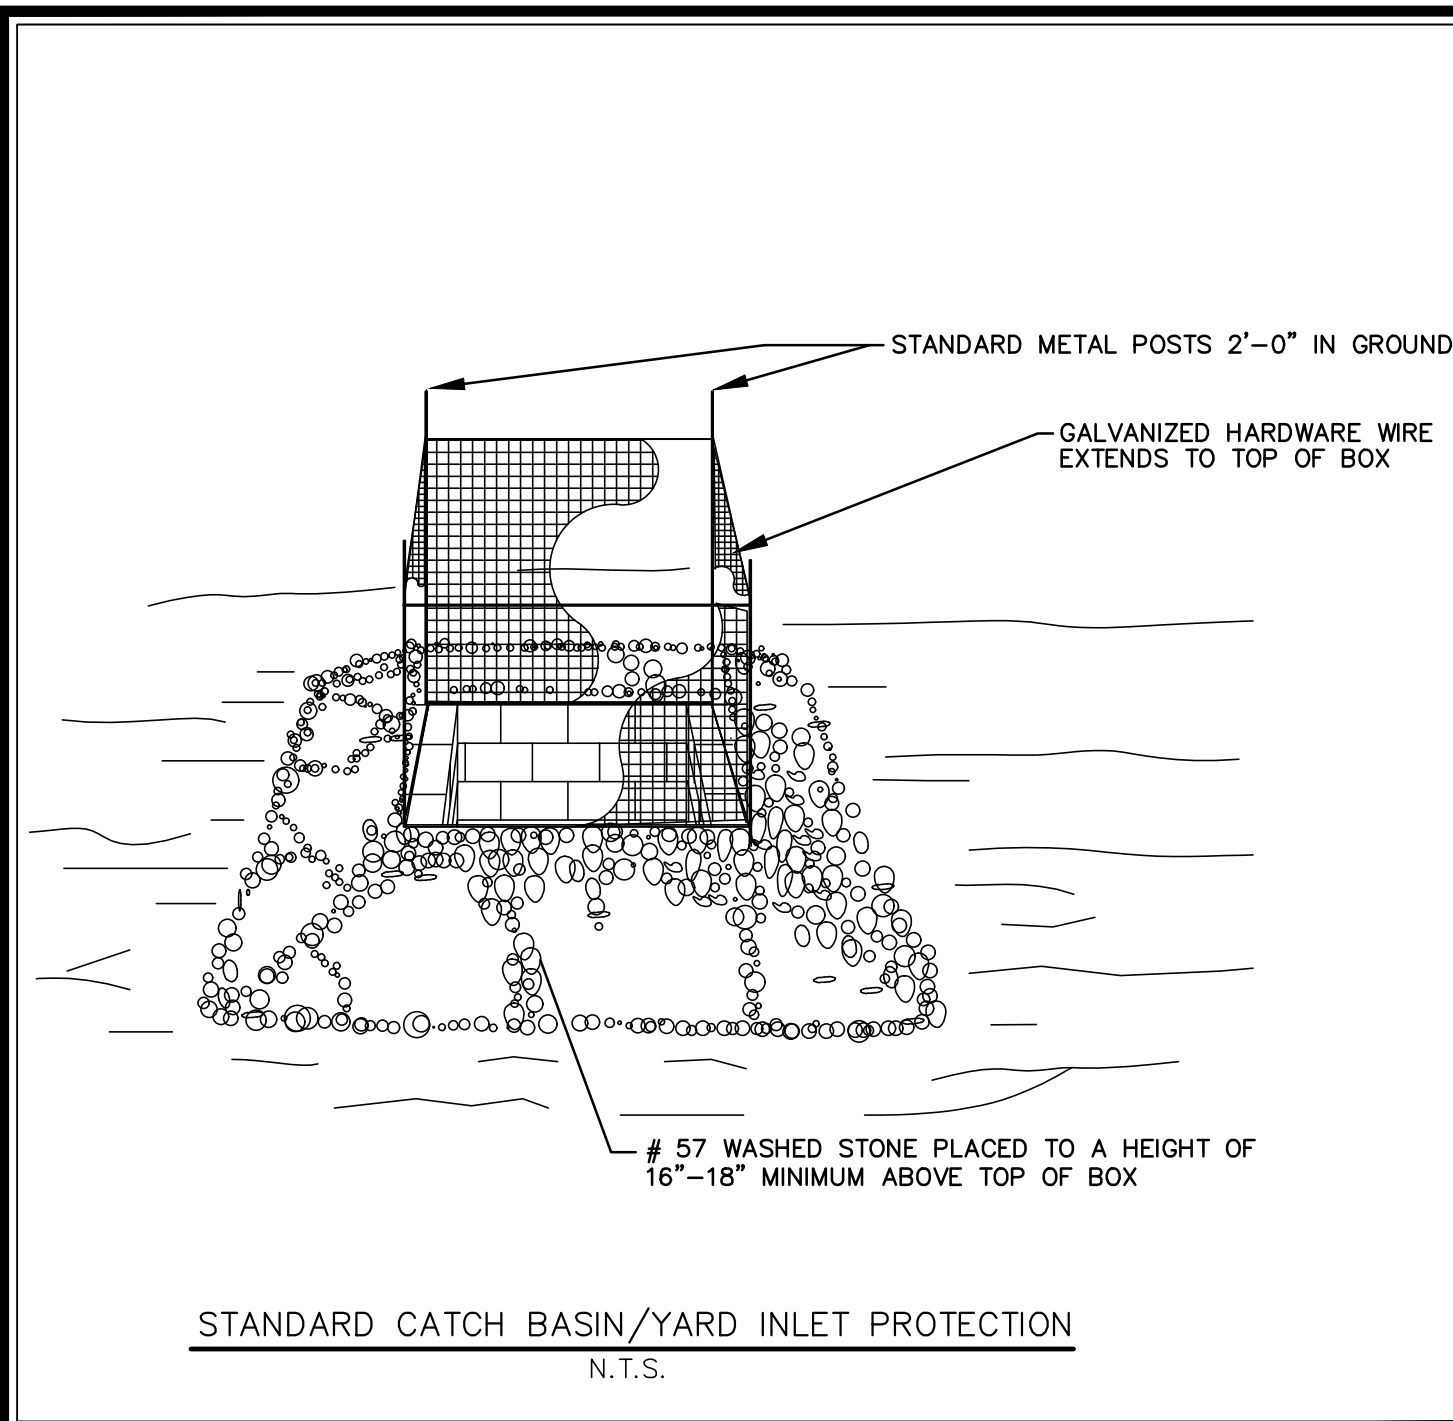 STANDARD METAL POSTS 2'-0" IN GROUND
GALVANIZED HARDWARE WIRE
EXTENDS TO TOP OF BOX
# 57 WASHED STONE PLACED TO A HEIGHT OF
16"-18" MINIMUM ABOVE TOP OF BOX
STANDARD CATCH BASIN/YARD INLET PROTECTION
N.T.S.